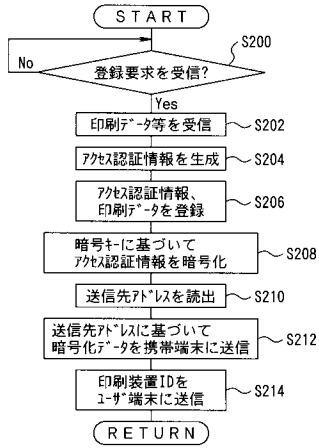 START
S200
No
登録要求を受信?
Yes
印刷ﾃﾞｰﾀ等を受信
S202
ｱｸｾｽ認証情報を生成
S204
ｱｸｾｽ認証情報、
印刷ﾃﾞｰﾀを登録
S206
暗号ｷｰに基づいて
ｱｸｾｽ認証情報を暗号化
S208
送信先ｱﾄﾞﾚｽを読出
S210
送信先ｱﾄﾞﾚｽに基づいて
暗号化ﾃﾞｰﾀを携帯端末に送信
S212
印刷装置IDを
ﾕｰｻﾞ端末に送信
S214
RETURN